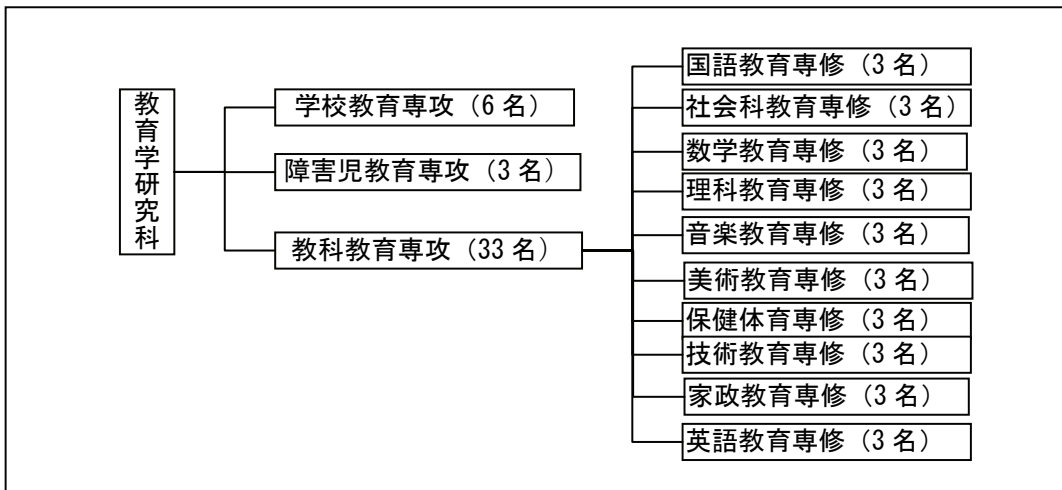 教育学研究科
学校教育専攻（6 名）
障害児教育専攻（3 名）
教科教育専攻（33 名）
国語教育専修（3 名）
社会科教育専修（3 名）
数学教育専修（3 名）
理科教育専修（3 名）
音楽教育専修（3 名）
美術教育専修（3 名）
保健体育専修（3 名）
技術教育専修（3 名）
家政教育専修（3 名）
英語教育専修（3 名）